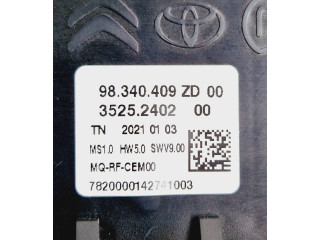 98.340.409 ZD 00
3525.2402 00
TN 2021 01 03
MS1.0 HW5.0 SWV9.00
MQ-RF-CEM00
7820000142741003